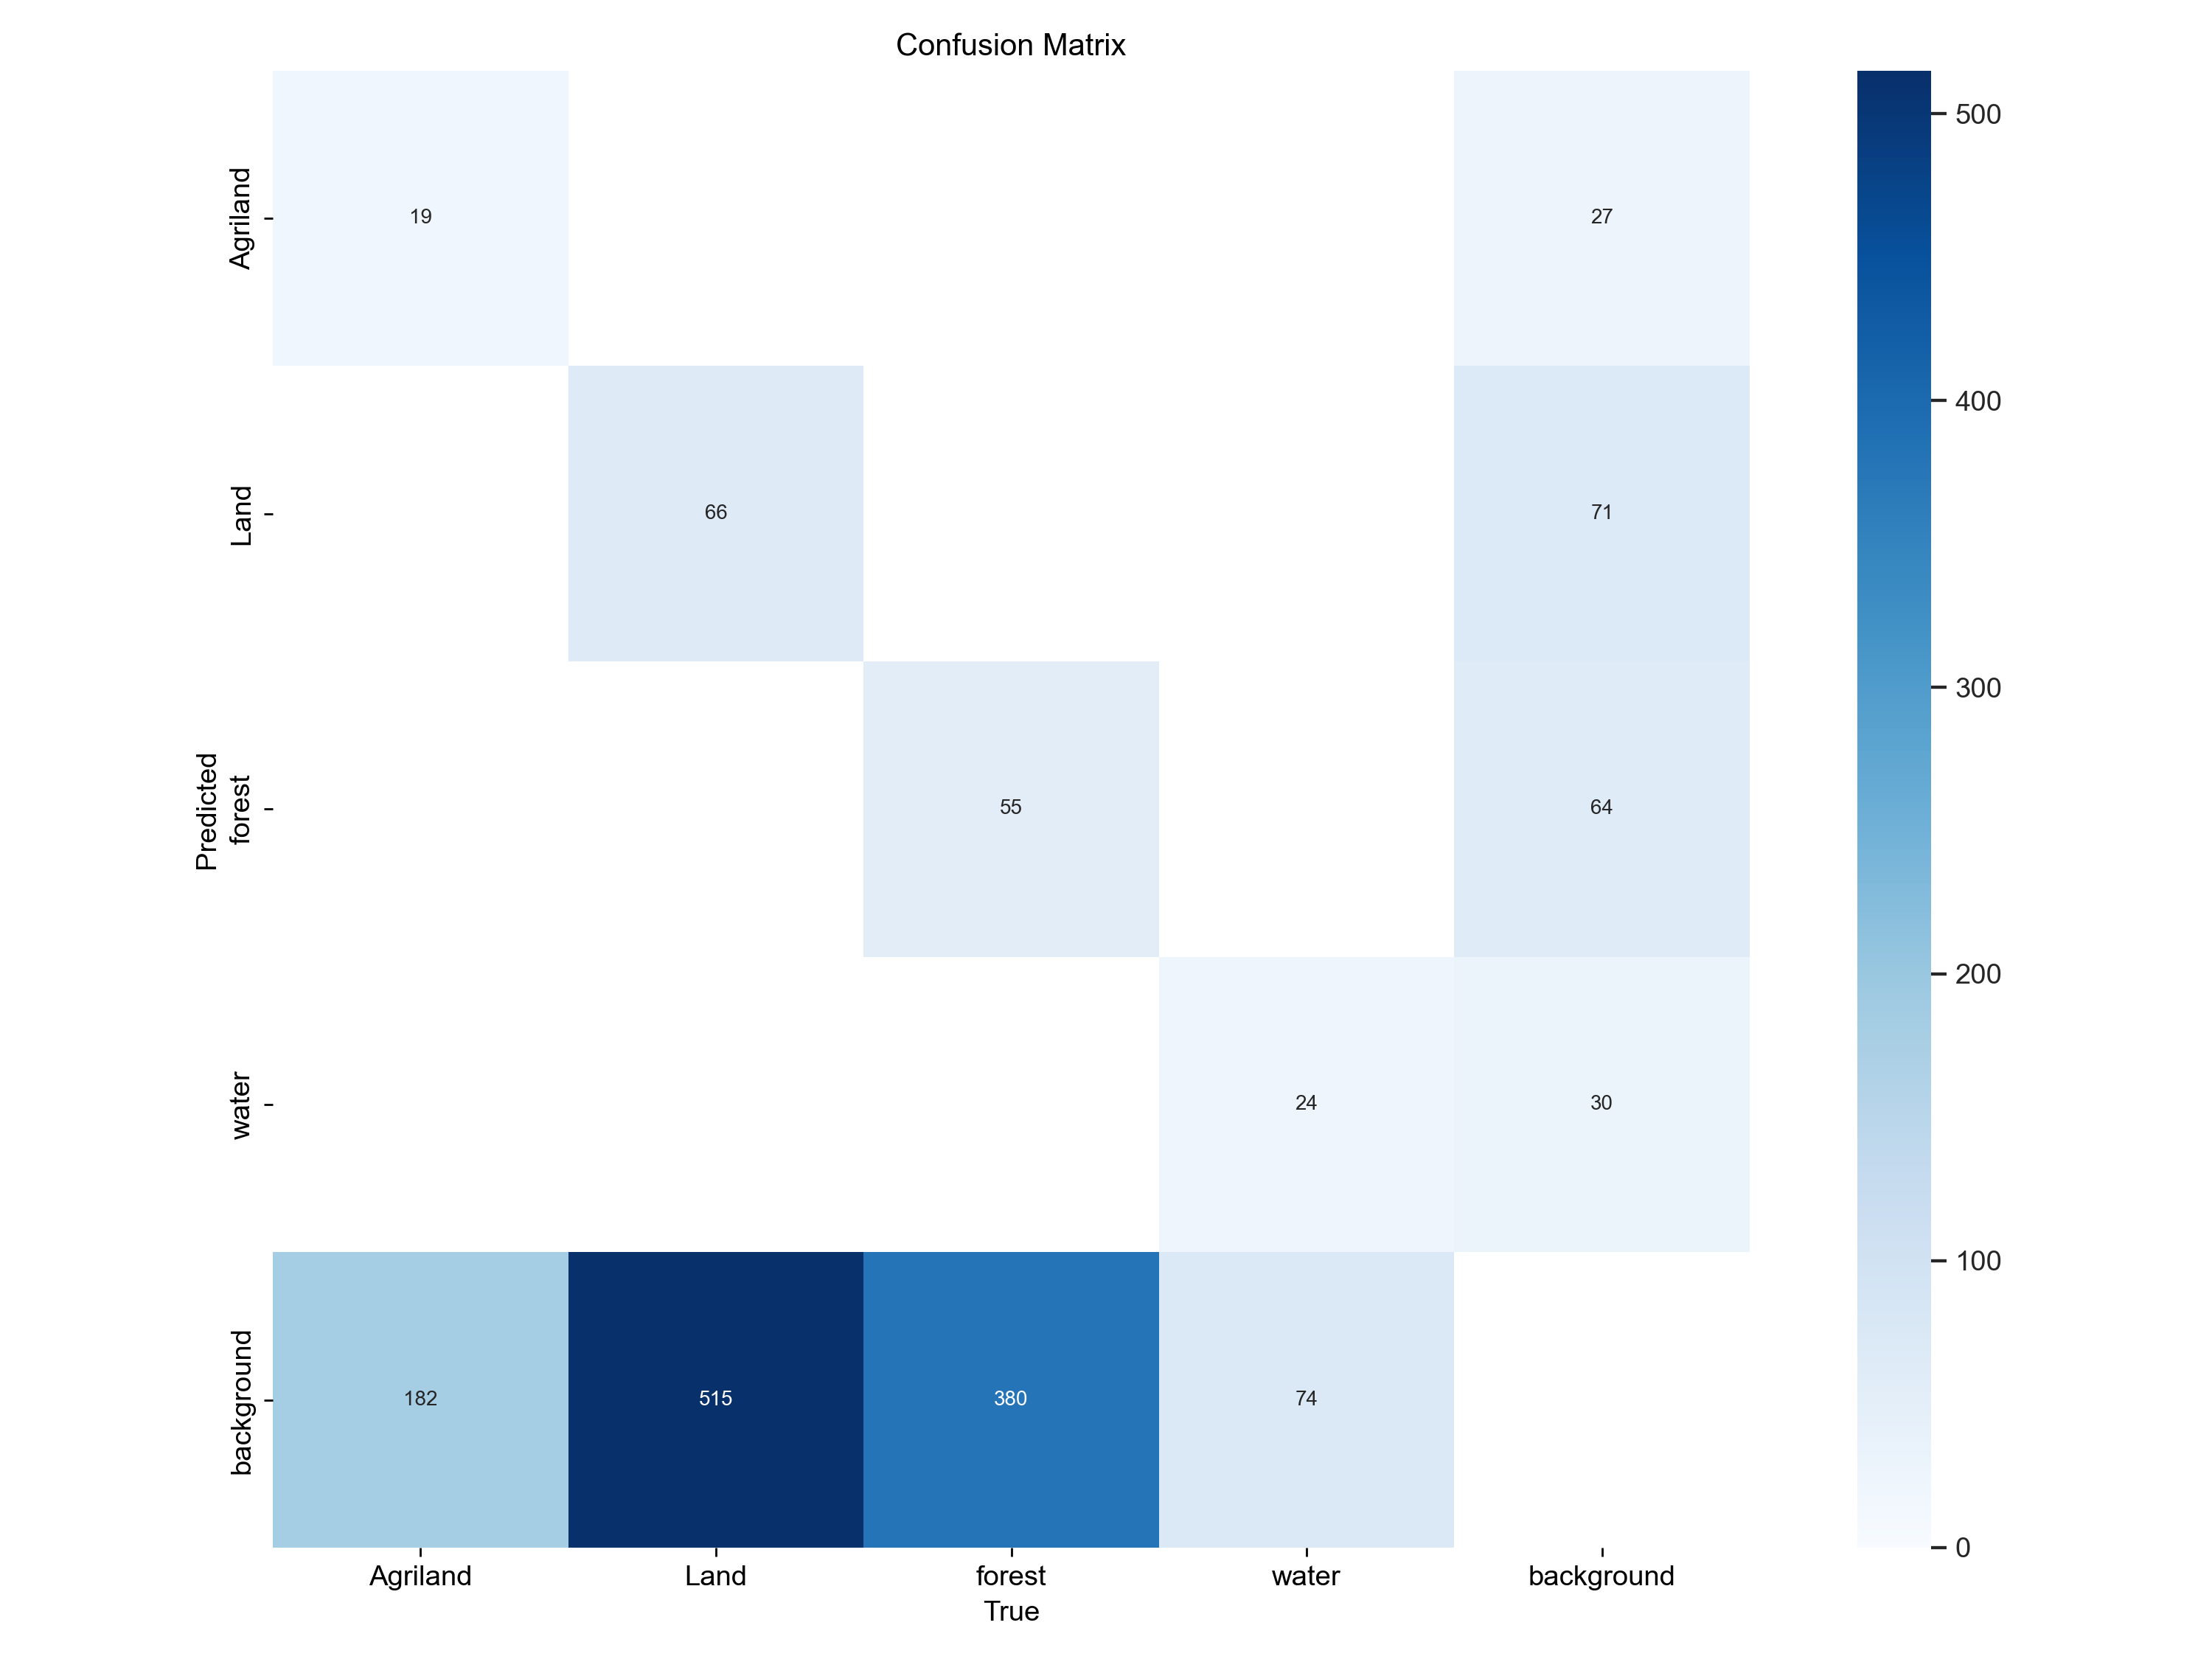 Confusion Matrix
Agriland
19
27
Land
66
71
Predicted
forest
55
64
water
24
30
background
182
515
380
74
Agriland
Land
forest
water
background
True
500
400
300
200
100
0